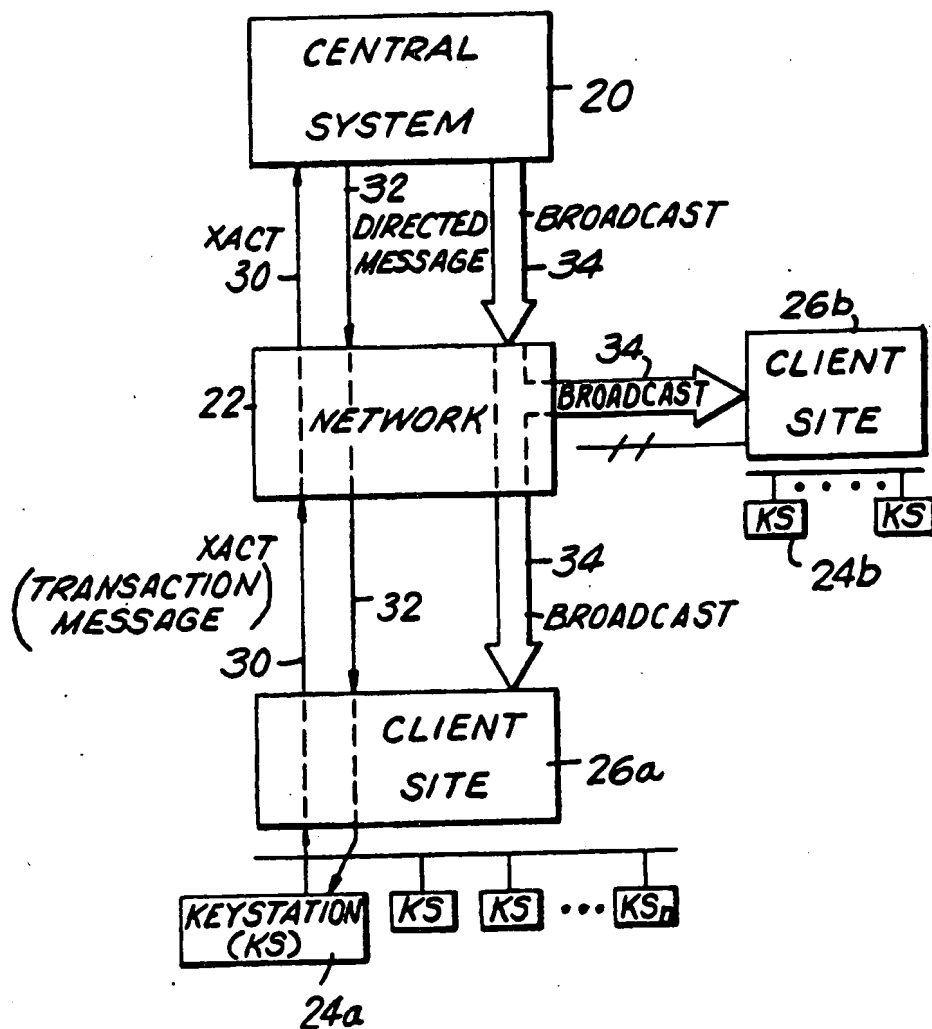 CENTRAL
SYSTEM
20
XACT
30
32
DIRECTED
MESSAGE
BROADCAST
34
26b
CLIENT
SITE
34
BROADCAST
22
NETWORK
KS
....
KS
24b
XACT
(TRANSACTION
MESSAGE)
30
32
34
BROADCAST
CLIENT
SITE
26a
KEYSTATION
(KS)
KS
KS
...
KSn
24a